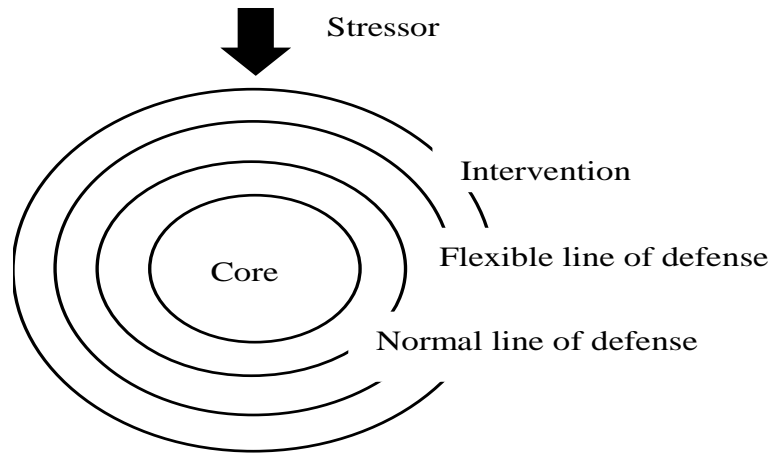 Stressor
Intervention
Flexible line of defense
Core
Normal line of defense